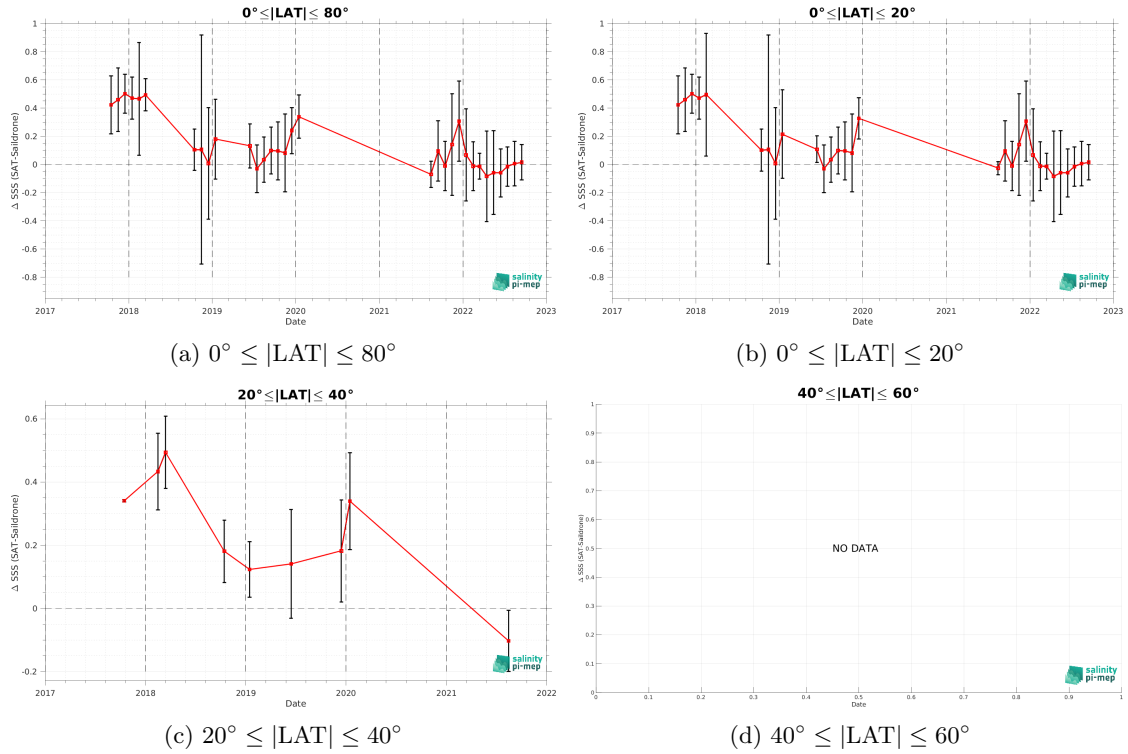 0°≤|LAT|≤ 80°
Δ SSS (SAT-Saildrone)
1
0.8
0.6
0.4
0.2
0
-0.2
-0.4
-0.6
-0.8
2017 2018 2019 2020 2021 2022 2023
Date
salinity
pi-mep
(a) 0° ≤ |LAT| ≤ 80°
0°≤|LAT|≤ 20°
Δ SSS (SAT-Saildrone)
1
0.8
0.6
0.4
0.2
0
-0.2
-0.4
-0.6
-0.8
2017 2018 2019 2020 2021 2022 2023
Date
salinity
pi-mep
(b) 0° ≤ |LAT| ≤ 20°
20°≤|LAT|≤ 40°
Δ SSS (SAT-Saildrone)
0.6
0.4
0.2
0
-0.2
2017 2018 2019 2020 2021 2022
Date
salinity
pi-mep
(c) 20° ≤ |LAT| ≤ 40°
40°≤|LAT|≤ 60°
Δ SSS (SAT-Saildrone)
1
0.9
0.8
0.7
0.6
0.5
0.4
0.3
0.2
0.1
0
NO DATA
0 0.1 0.2 0.3 0.4 0.5 0.6 0.7 0.8 0.9 1
Date
salinity
pi-mep
(d) 40° ≤ |LAT| ≤ 60°